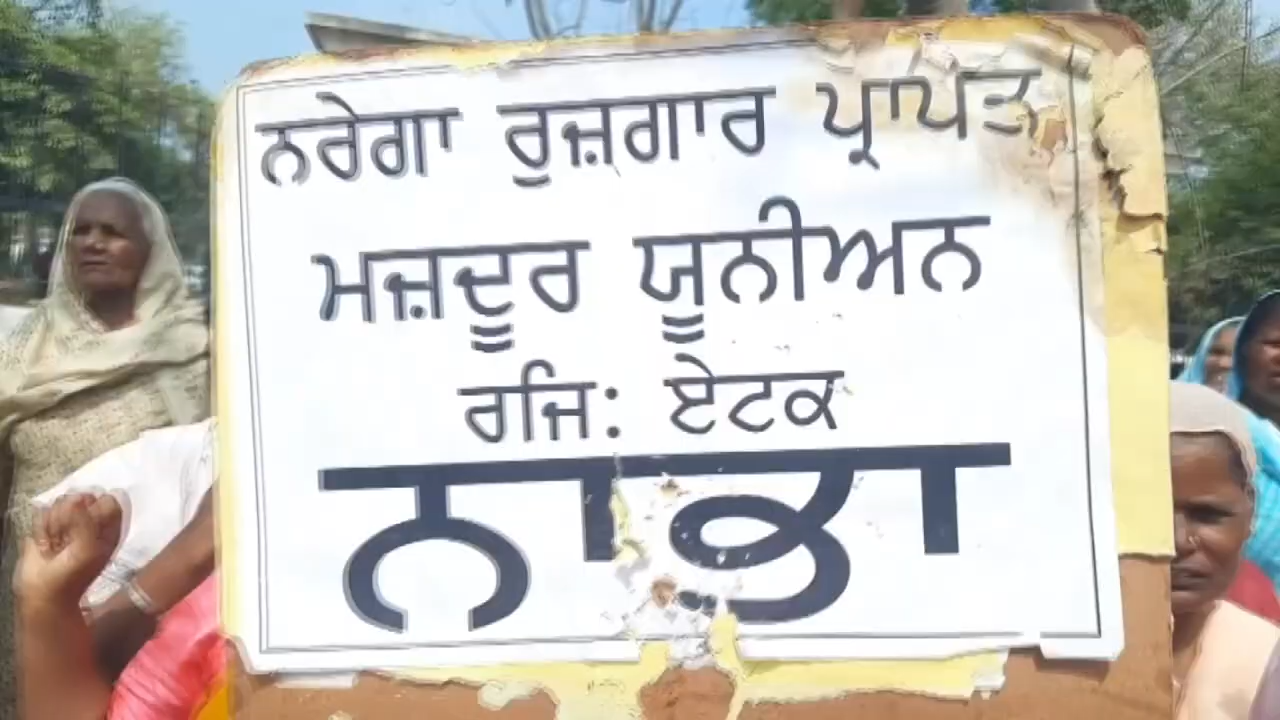 ਨਰੇਗਾ ਰੁਜ਼ਗਾਰ ਪ੍ਰਾਪਤ
ਮਜ਼ਦੂਰ ਯੂਨੀਅਨ
ਰਜਿ: ਏਟਕ
ਨਾਭਾ